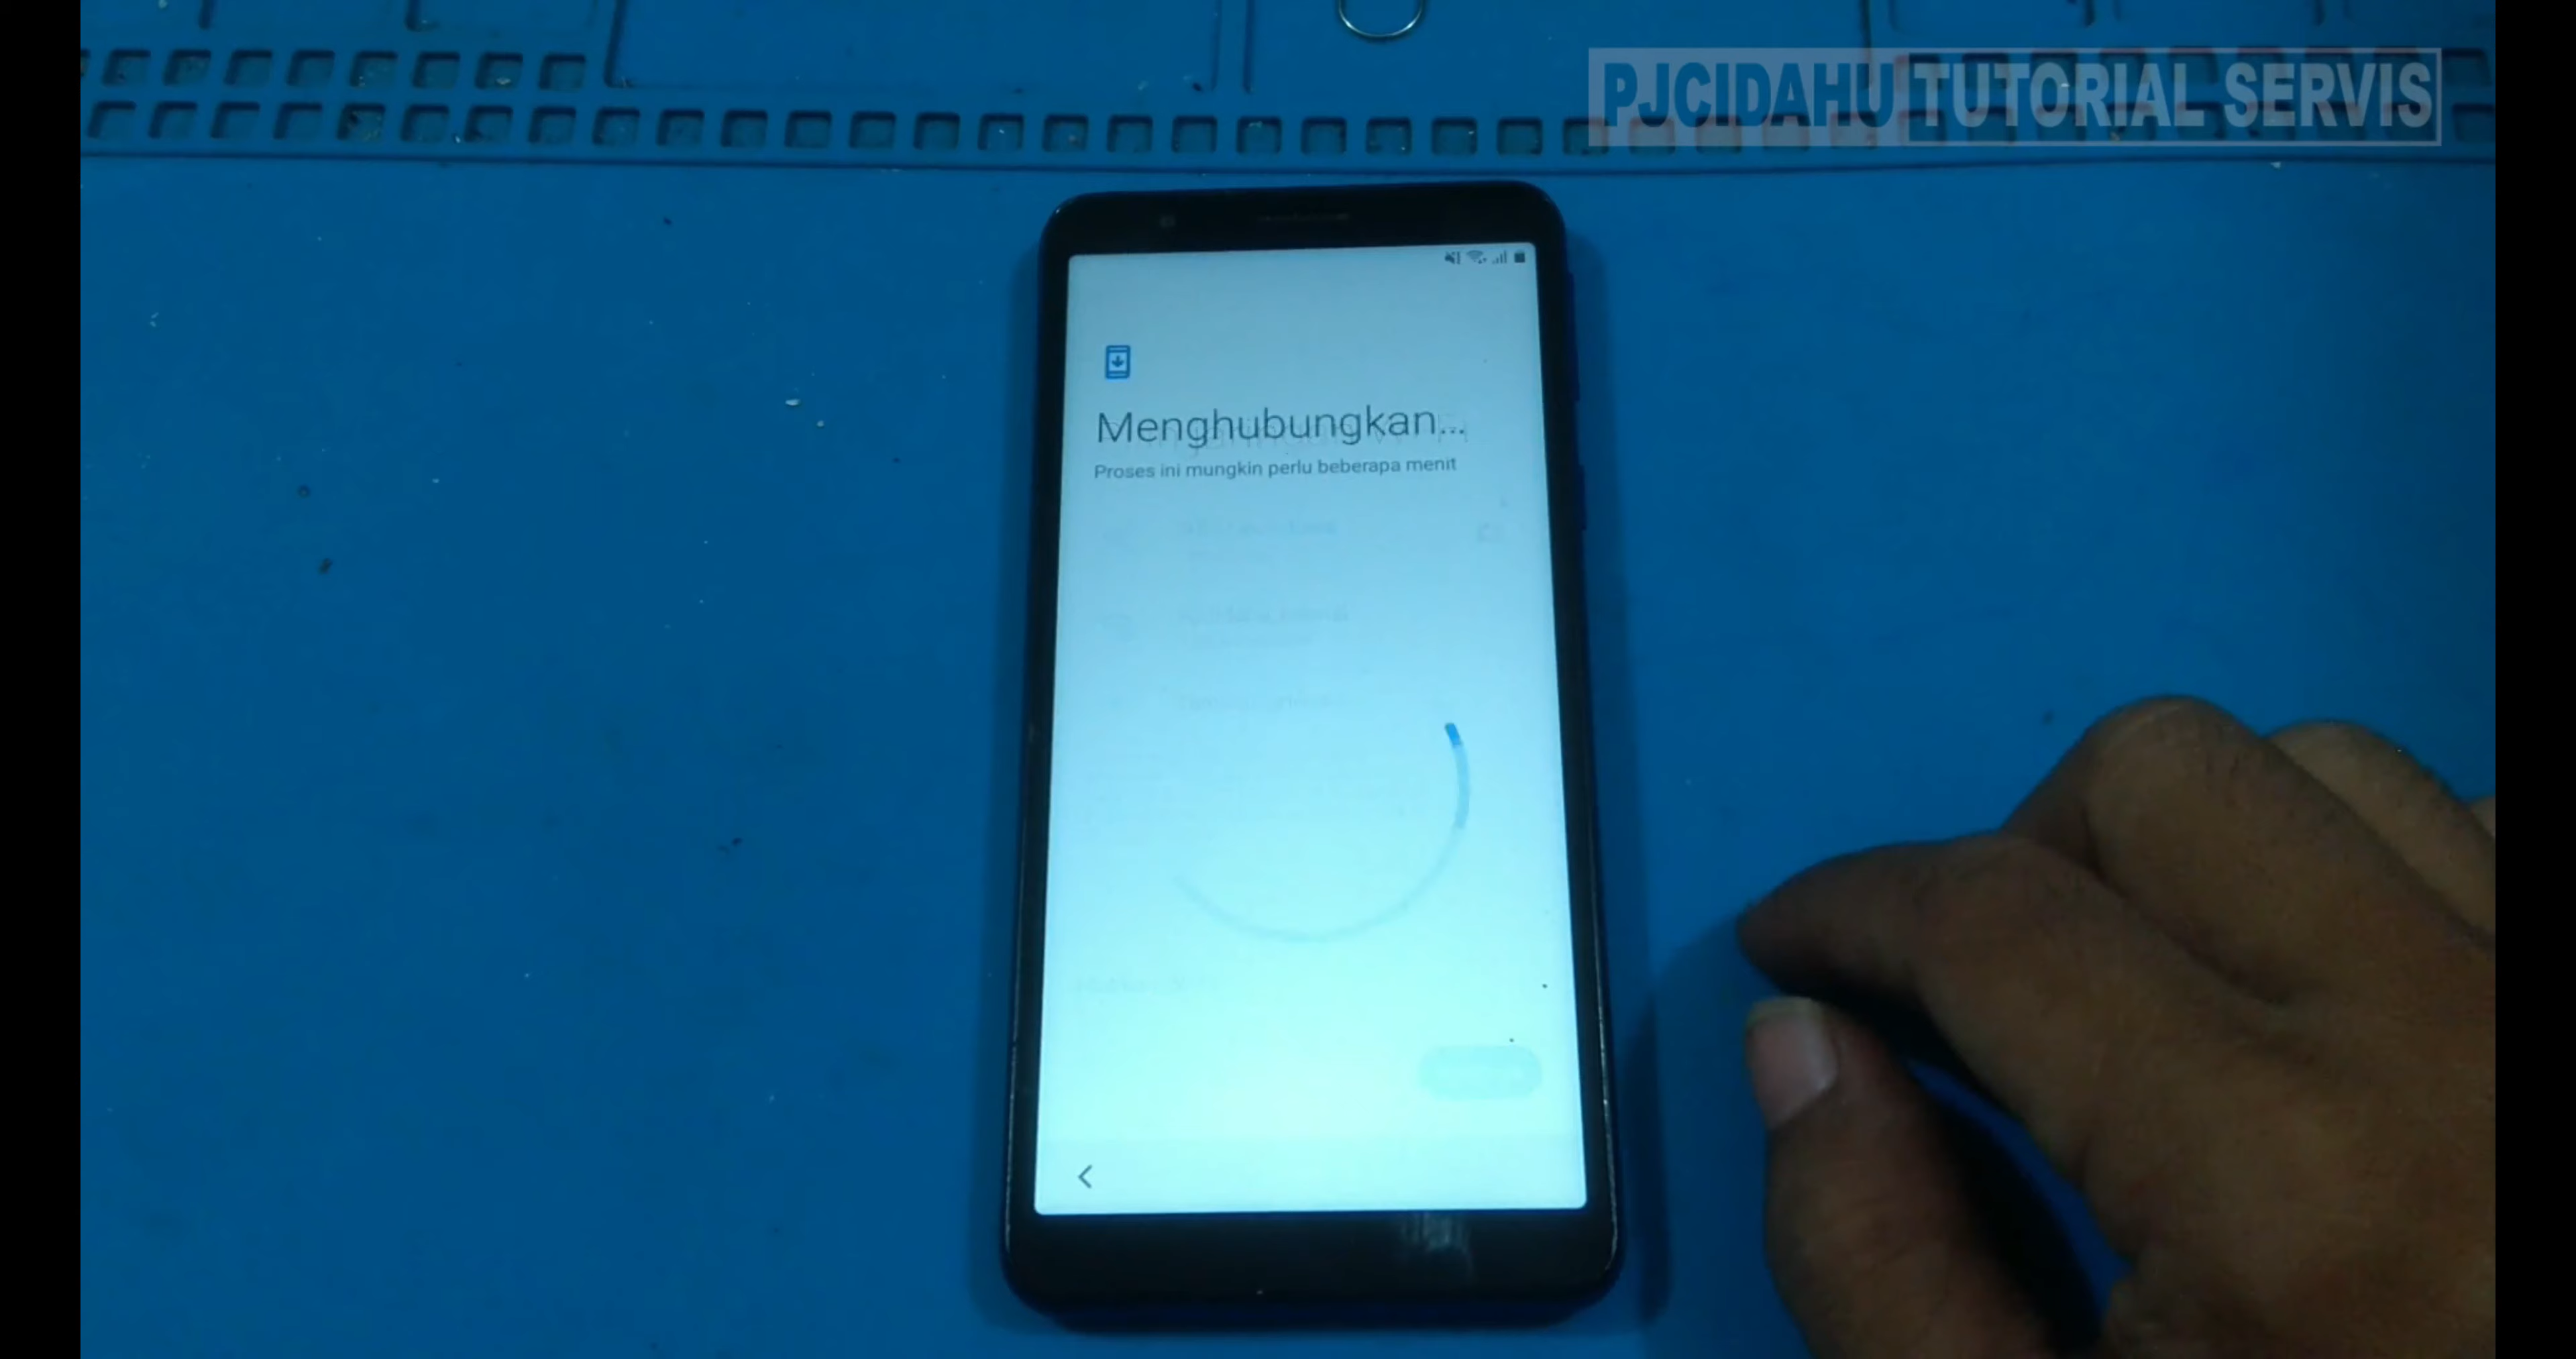 PJCIDAHU TUTORIAL SERVIS
Menghubungkan...
Proses ini mungkin perlu beberapa menit